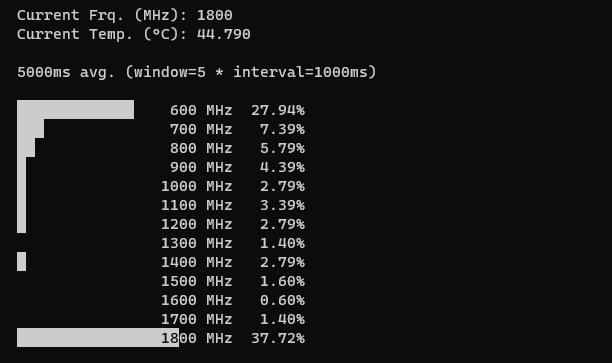 Current Frq. (MHz): 1800
Current Temp. (°C): 44.790
5000ms avg. (window=5 * interval=1000ms)
600 MHz 27.94%
700 MHz 7.39%
800 MHz 5.79%
900 MHz 4.39%
1000 MHz 2.79%
1100 MHz 3.39%
1200 MHz 2.79%
1300 MHz 1.40%
1400 MHz 2.79%
1500 MHz 1.60%
1600 MHz 0.60%
1700 MHz 1.40%
1800 MHz 37.72%